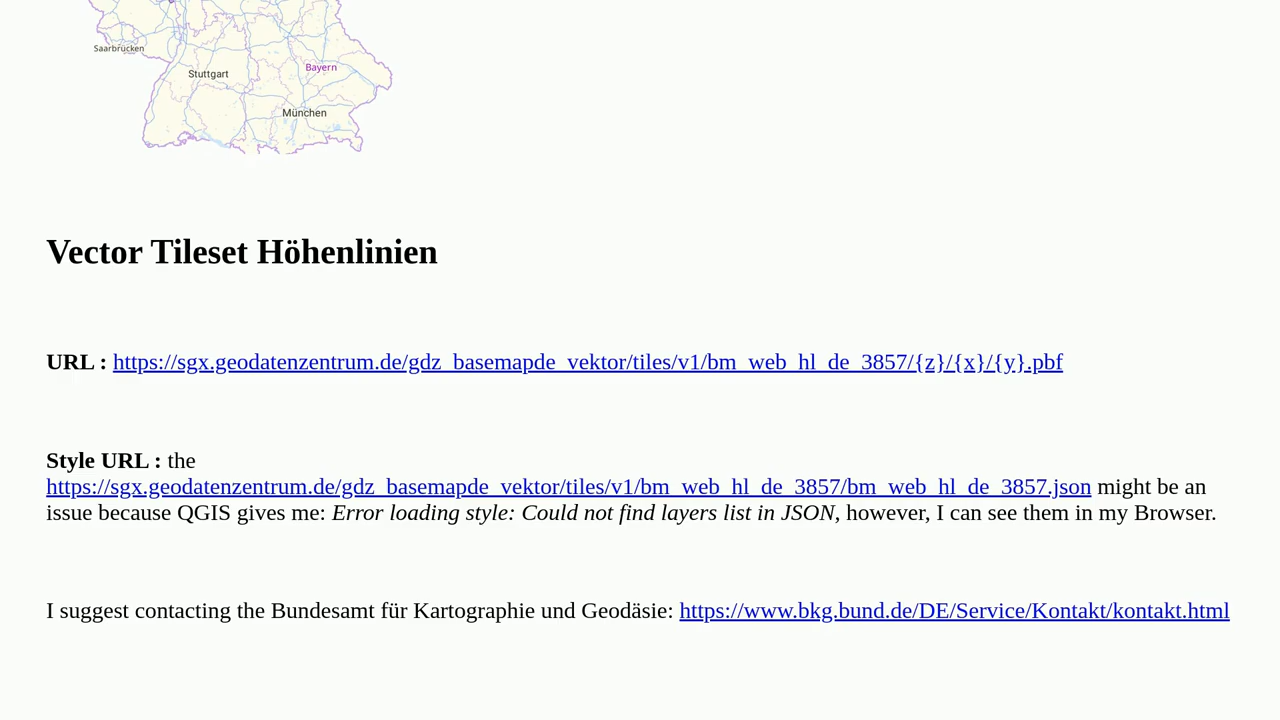 Saarbrücken
Bayern
Stuttgart
München
Vector Tileset Höhenlinien
URL : https://sgx.geodatenzentrum.de/gdz_basemapde_vektor/tiles/v1/bm_web_hl_de_3857/{z}/{x}/{y}.pbf
Style URL : the
https://sgx.geodatenzentrum.de/gdz_basemapde_vektor/tiles/v1/bm_web_hl_de_3857/bm_web_hl_de_3857.json might be an
issue because QGIS gives me: Error loading style: Could not find layers list in JSON, however, I can see them in my Browser.
I suggest contacting the Bundesamt für Kartographie und Geodäsie: https://www.bkg.bund.de/DE/Service/Kontakt/kontakt.html